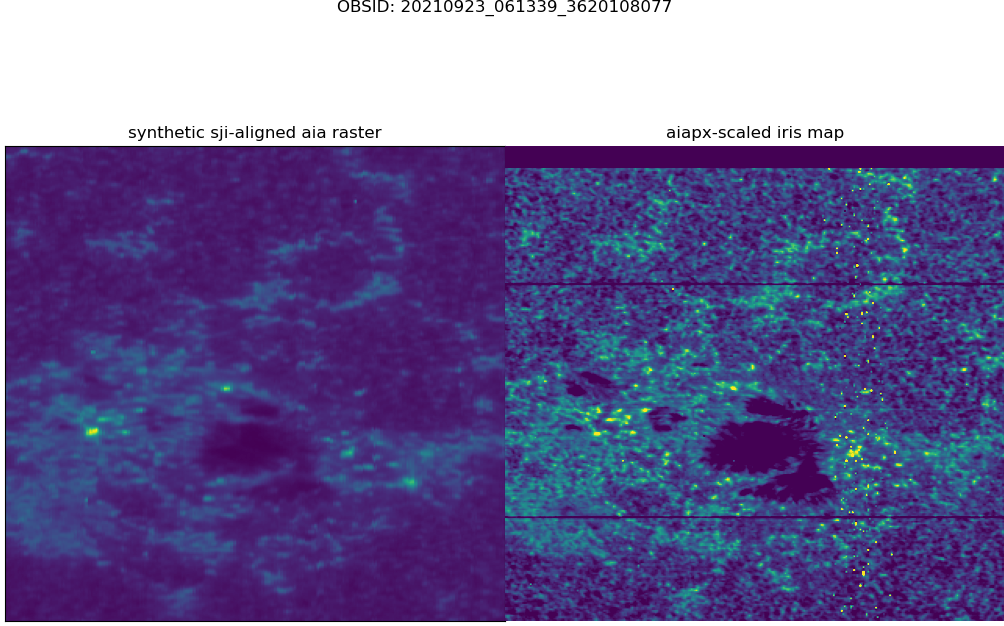 OBSID: 20210923_061339_3620108077
synthetic sji-aligned aia raster
aiapx-scaled iris map